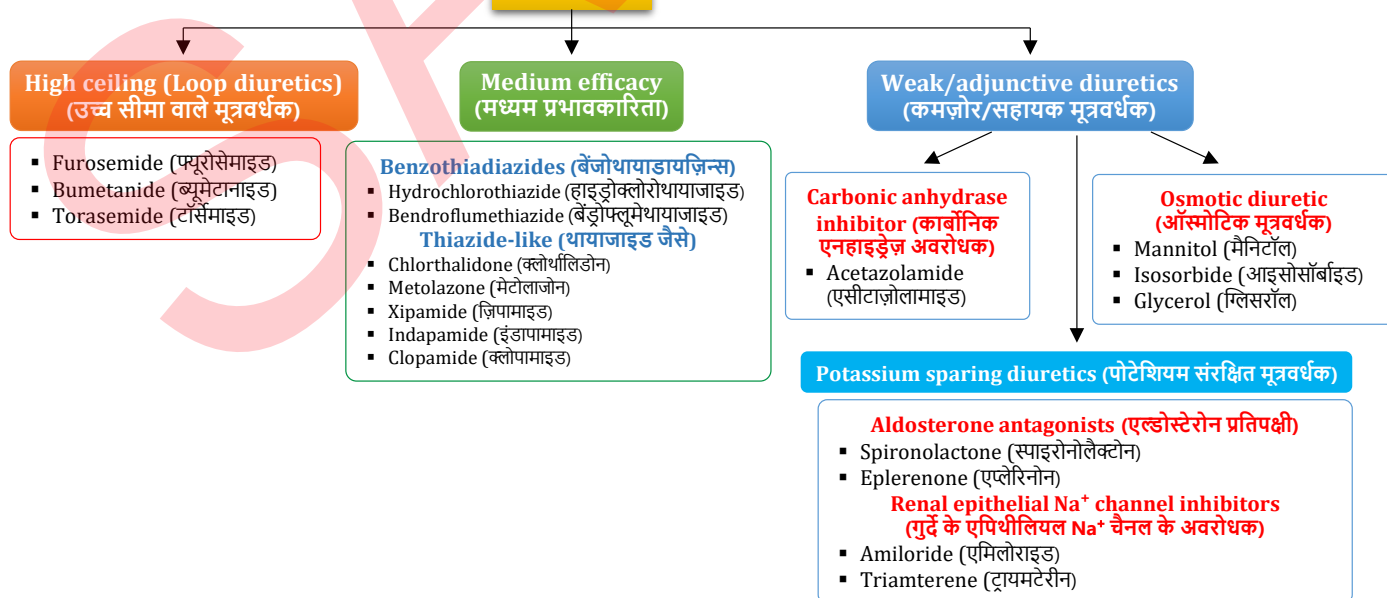 High ceiling (Loop diuretics)
(उच्च सीमा वाले मूत्रवर्धक)
▪ Furosemide (फ्यूरोसेमाइड)
▪ Bumetanide (ब्यूमेटानाइड)
▪ Torasemide (टॉर्सेमाइड)
Medium efficacy
(मध्यम प्रभावकारिता)
Benzothiadiazides (बेंजोथायाडायज़िन्स)
▪ Hydrochlorothiazide (हाइड्रोक्लोरोथायाजाइड)
▪ Bendroflumethiazide (बेंड्रोफ्लूमेथायाजाइड)
Thiazide-like (थायाजाइड जैसे)
▪ Chlorthalidone (क्लोर्थालिडोन)
▪ Metolazone (मेटोलाजोन)
▪ Xipamide (ज़िपामाइड)
▪ Indapamide (इंडापामाइड)
▪ Clopamide (क्लोपामाइड)
Weak/adjunctive diuretics
(कमज़ोर/सहायक मूत्रवर्धक)
Carbonic anhydrase
inhibitor (कार्बोनिक
एनहाइड्रेज़ अवरोधक)
▪ Acetazolamide
(एसीटाज़ोलामाइड)
Osmotic diuretic
(ऑस्मोटिक मूत्रवर्धक)
▪ Mannitol (मैनिटॉल)
▪ Isosorbide (आइसोसॉर्बाइड)
▪ Glycerol (ग्लिसरॉल)
Potassium sparing diuretics (पोटेशियम संरक्षित मूत्रवर्धक)
Aldosterone antagonists (एल्डोस्टेरोन प्रतिपक्षी)
▪ Spironolactone (स्पाइरोनोलैक्टोन)
▪ Eplerenone (एप्लेरिनोन)
Renal epithelial Na⁺ channel inhibitors
(गुर्दे के एपिथीलियल Na⁺ चैनल के अवरोधक)
▪ Amiloride (एमिलोराइड)
▪ Triamterene (ट्रायमटेरीन)